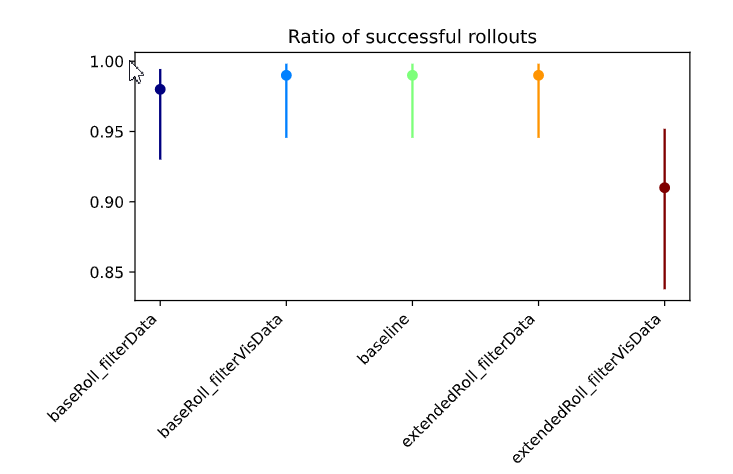 Ratio of successful rollouts
1.00
0.95
0.90
0.85
baseRoll_filterData
baseRoll_filterVisData
baseline
extendedRoll_filterData
extendedRoll_filterVisData